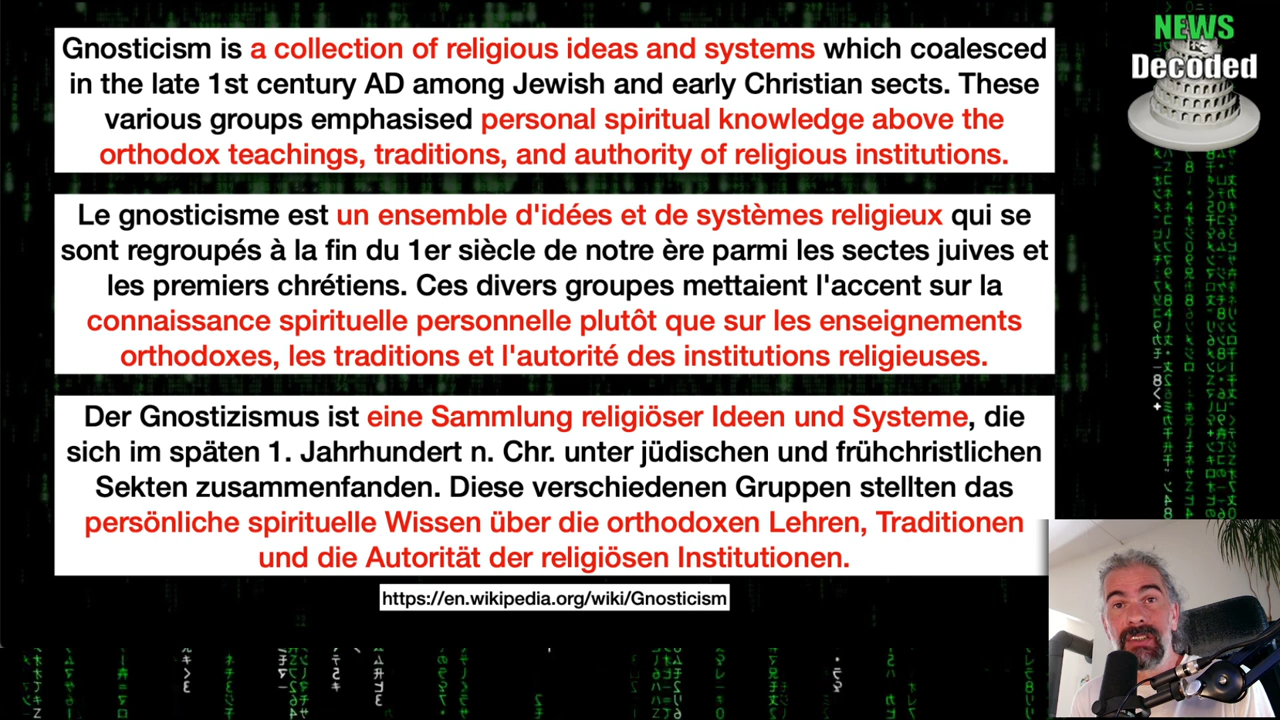 NEWS
Decoded
Gnosticism is a collection of religious ideas and systems which coalesced
in the late 1st century AD among Jewish and early Christian sects. These
various groups emphasised personal spiritual knowledge above the
orthodox teachings, traditions, and authority of religious institutions.
Le gnosticisme est un ensemble d'idées et de systèmes religieux qui se
sont regroupés à la fin du 1er siècle de notre ère parmi les sectes juives et
les premiers chrétiens. Ces divers groupes mettaient l'accent sur la
connaissance spirituelle personnelle plutôt que sur les enseignements
orthodoxes, les traditions et l'autorité des institutions religieuses.
Der Gnostizismus ist eine Sammlung religiöser Ideen und Systeme, die
sich im späten 1. Jahrhundert n. Chr. unter jüdischen und frühchristlichen
Sekten zusammenfanden. Diese verschiedenen Gruppen stellten das
persönliche spirituelle Wissen über die orthodoxen Lehren, Traditionen
und die Autorität der religiösen Institutionen.
https://en.wikipedia.org/wiki/Gnosticism